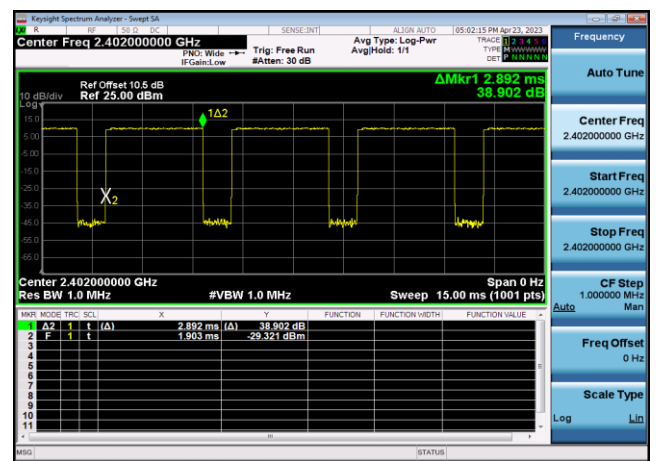 Keysight Spectrum Analyzer - Swept SA
R RF 50 Ω DC SENSE:INT ALIGN AUTO 05:02:15 PM Apr 23, 2023
Center Freq 2.402000000 GHz
PNO: Wide
IFGain:Low
Trig: Free Run
#Atten: 30 dB
Avg Type: Log-Pwr
Avg|Hold: 1/1
TRACE 1 2 3 4 5 6
TYPE M WWWWW
DET P N N N N N
Ref Offset 10.5 dB
10 dB/div Ref 25.00 dBm
ΔMkr1 2.892 ms
38.902 dB
Log
15.0
5.00
-5.00
-15.0
-25.0
-35.0
-45.0
-55.0
-65.0
1Δ2
X2
Center 2.402000000 GHz Span 0 Hz
Res BW 1.0 MHz #VBW 1.0 MHz Sweep 15.00 ms (1001 pts)
MKR MODE TRC SCL X Y FUNCTION FUNCTION WIDTH FUNCTION VALUE
1 Δ2 1 t (Δ) 2.892 ms (Δ) 38.902 dB
2 F 1 t 1.903 ms -29.321 dBm
3
4
5
6
7
8
9
10
11
MSG STATUS
Frequency
Auto Tune
Center Freq
2.402000000 GHz
Start Freq
2.402000000 GHz
Stop Freq
2.402000000 GHz
CF Step
1.000000 MHz
Auto Man
Freq Offset
0 Hz
Scale Type
Log Lin